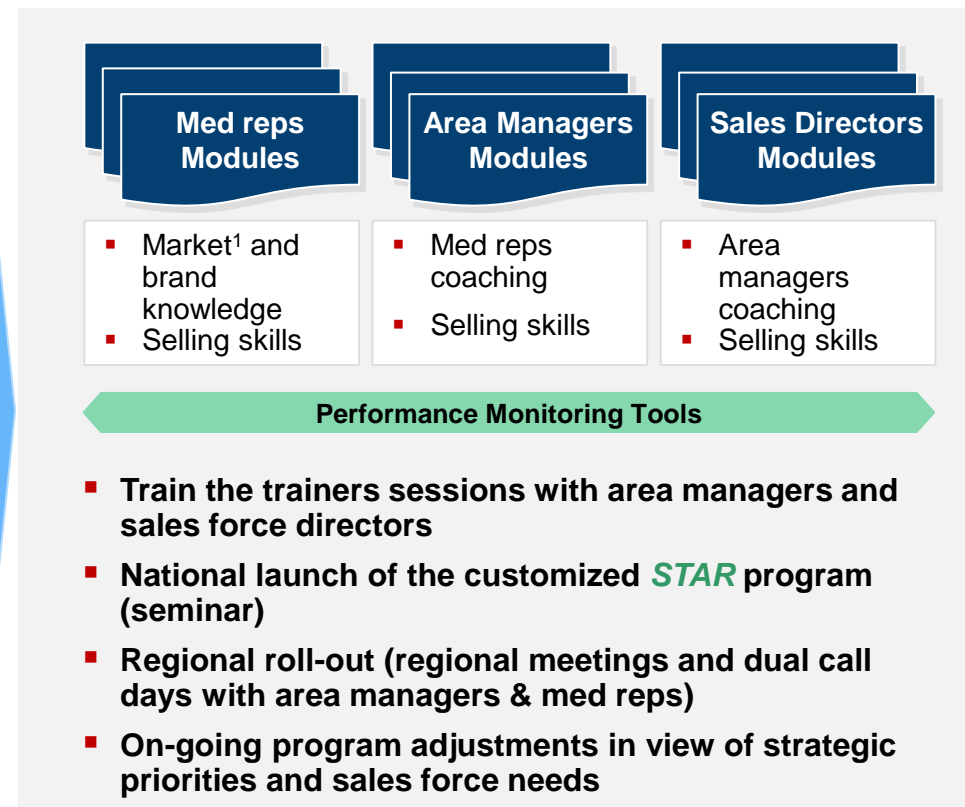 Med reps
Modules
Area Managers
Modules
Sales Directors
Modules
▪ Market¹ and
brand
knowledge
▪ Selling skills
▪ Med reps
coaching
▪ Selling skills
▪ Area
managers
coaching
▪ Selling skills
Performance Monitoring Tools
▪ Train the trainers sessions with area managers and
sales force directors
▪ National launch of the customized STAR program
(seminar)
▪ Regional roll-out (regional meetings and dual call
days with area managers & med reps)
▪ On-going program adjustments in view of strategic
priorities and sales force needs